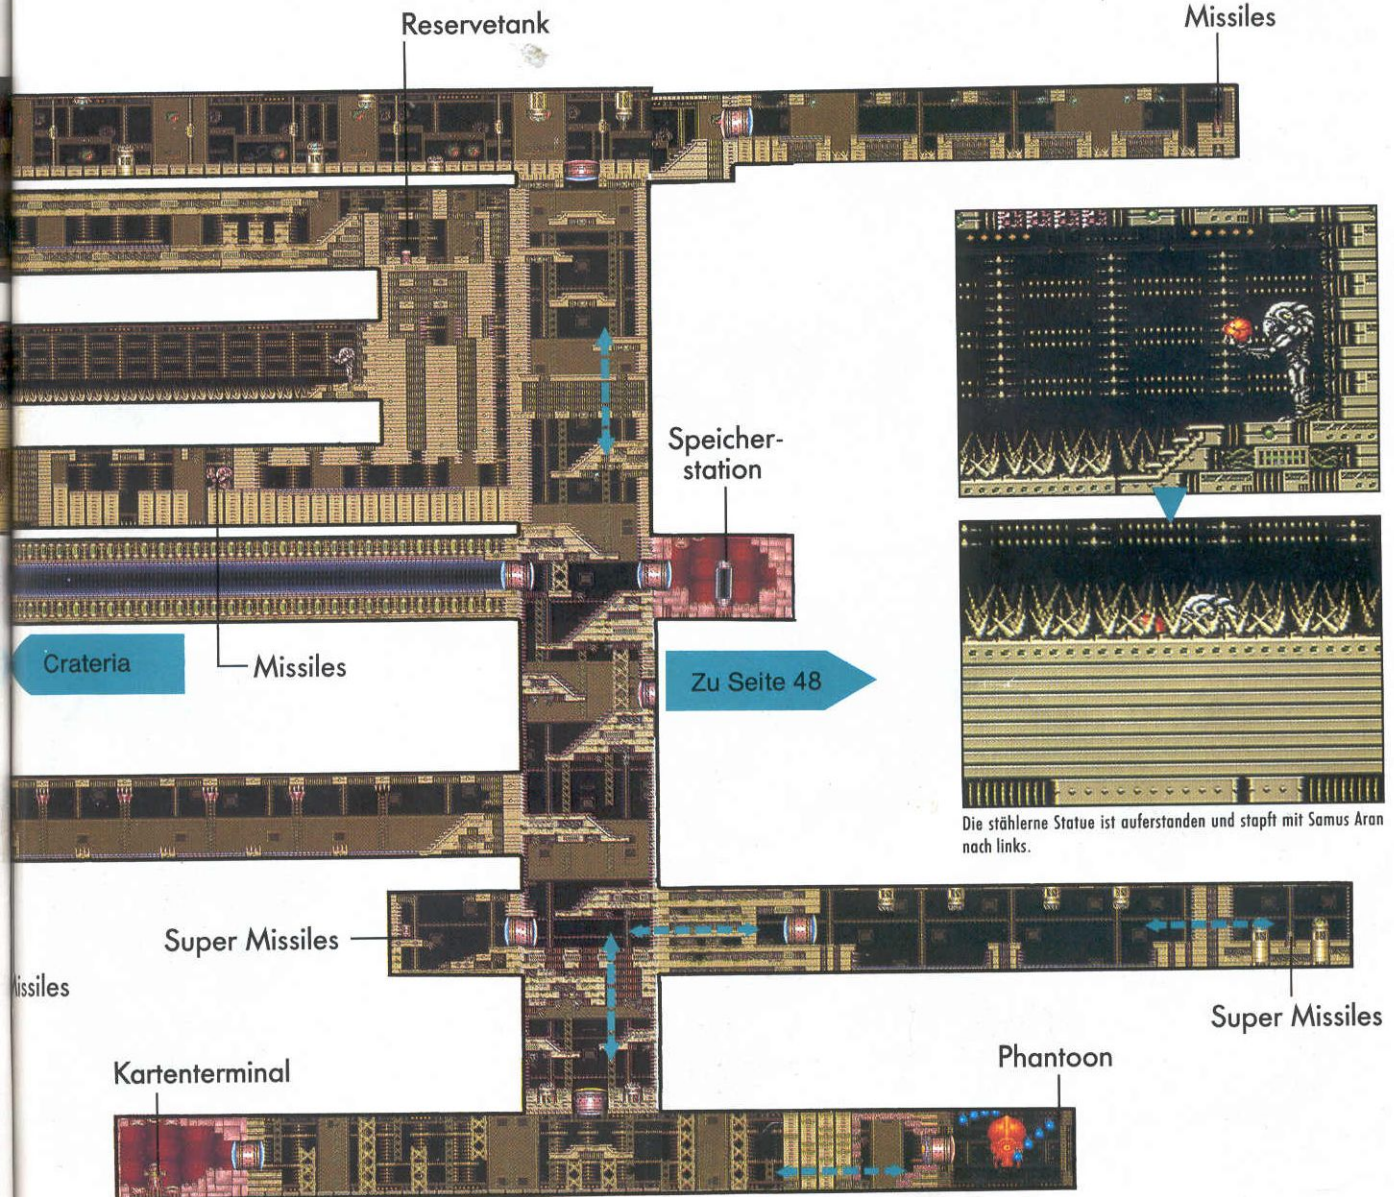 Reservetank
Missiles
Speicher-
station
Crateria
Missiles
Zu Seite 48
Die stählerne Statue ist auferstanden und stapft mit Samus Aran
nach links.
Super Missiles
Missiles
Super Missiles
Kartenterminal
Phantoon